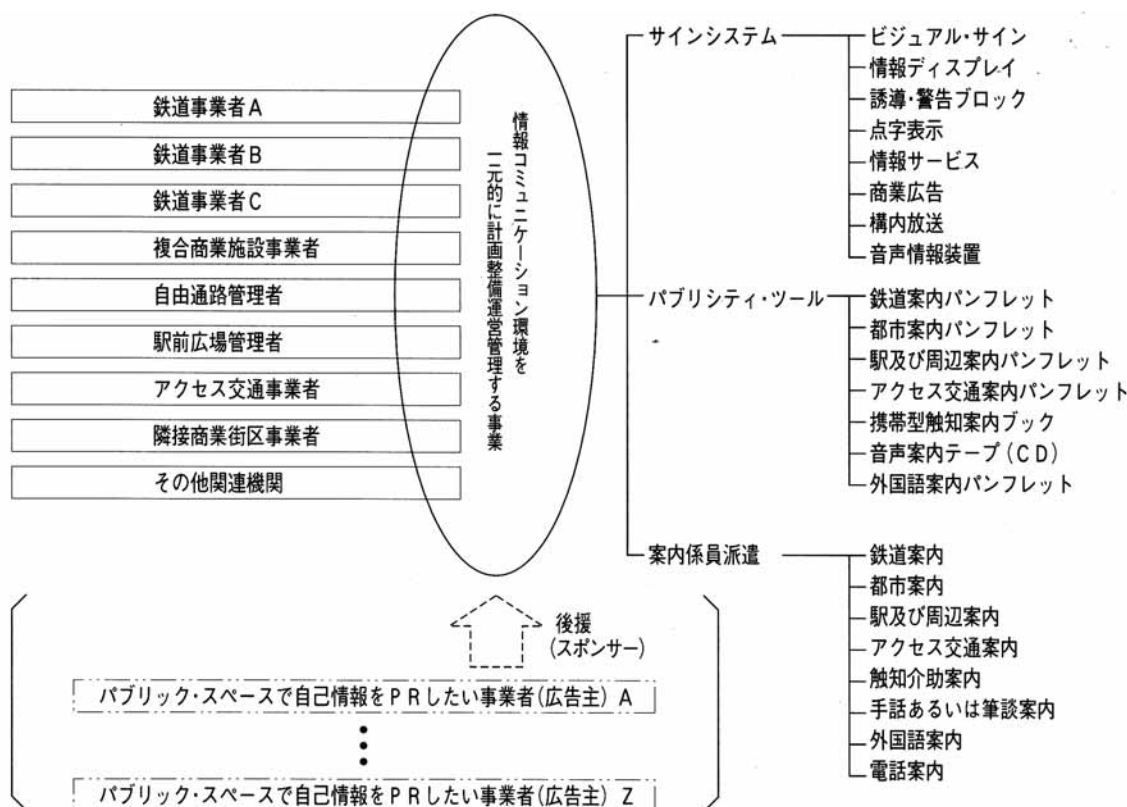 鉄道事業者A
鉄道事業者B
鉄道事業者C
複合商業施設事業者
自由通路管理者
駅前広場管理者
アクセス交通事業者
隣接商業街区事業者
その他関連機関
情報コミュニケーション環境を
一元的に計画整備運営管理する事業
後援
(スポンサー)
パブリック・スペースで自己情報をPRしたい事業者(広告主) A
パブリック・スペースで自己情報をPRしたい事業者(広告主) Z
サインシステム
ビジュアル・サイン
情報ディスプレイ
誘導・警告ブロック
点字表示
情報サービス
商業広告
構内放送
音声情報装置
パブリシティ・ツール
鉄道案内パンフレット
都市案内パンフレット
駅及び周辺案内パンフレット
アクセス交通案内パンフレット
携帯型触知案内ブック
音声案内テープ(CD)
外国語案内パンフレット
案内係員派遣
鉄道案内
都市案内
駅及び周辺案内
アクセス交通案内
触知介助案内
手話あるいは筆談案内
外国語案内
電話案内